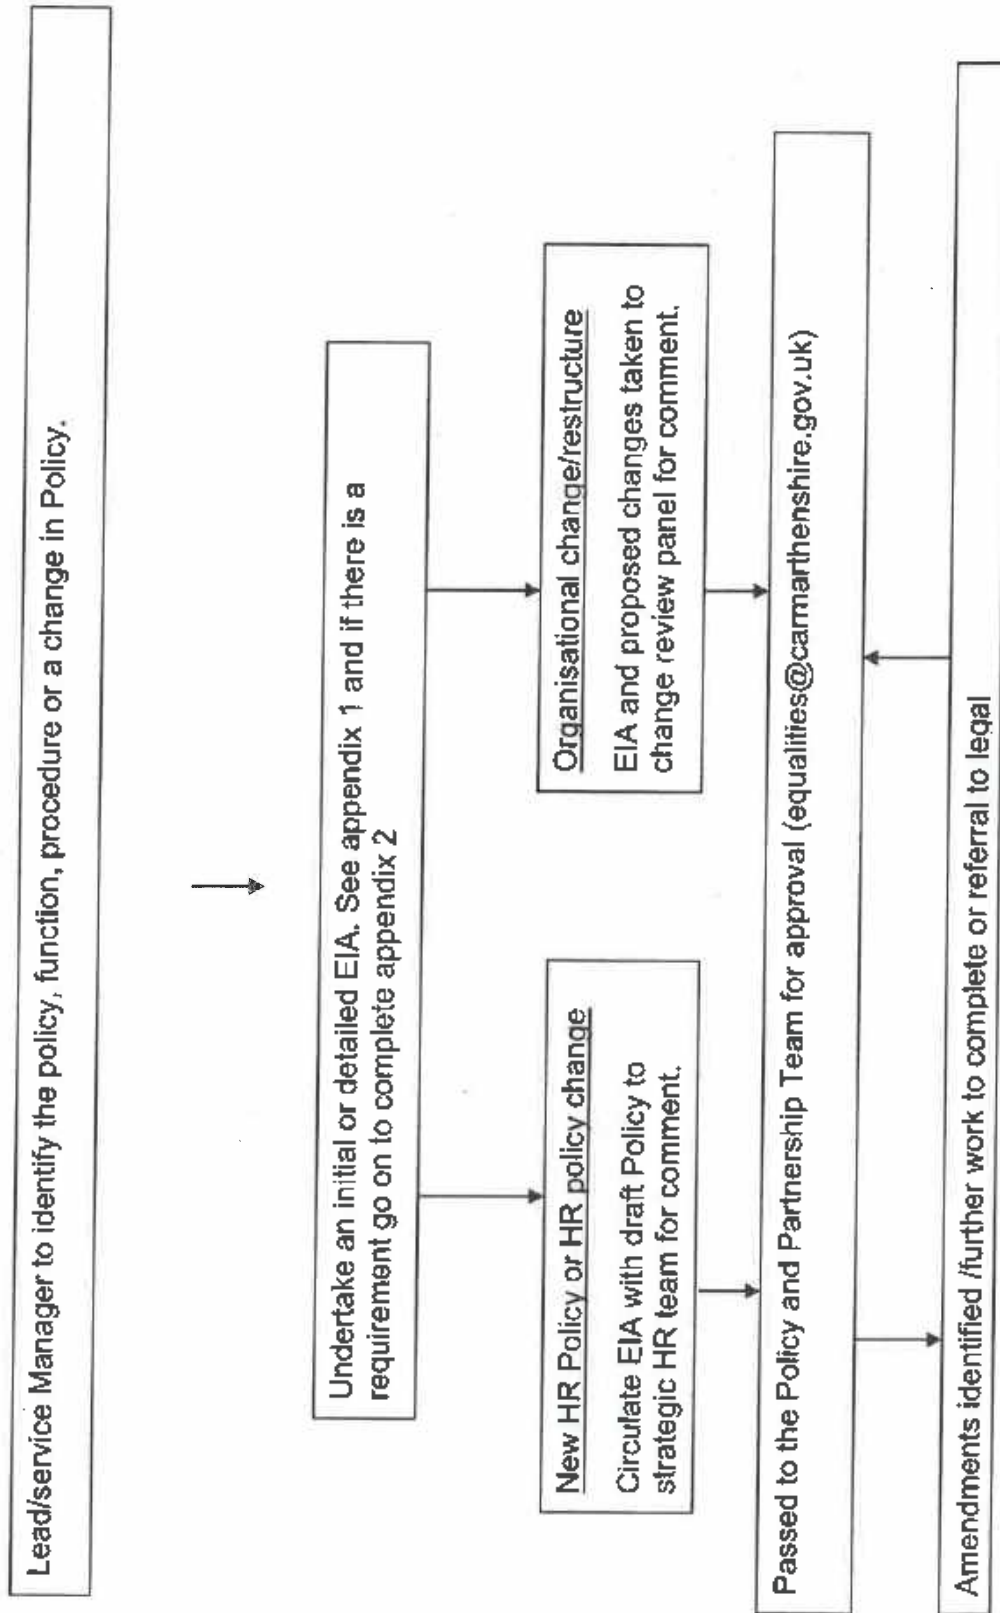 Lead/service Manager to identify the policy, function, procedure or a change in Policy.
Undertake an initial or detailed EIA. See appendix 1 and if there is a
requirement go on to complete appendix 2
New HR Policy or HR policy change
Circulate EIA with draft Policy to
strategic HR team for comment.
Organisational change/restructure
EIA and proposed changes taken to
change review panel for comment.
Passed to the Policy and Partnership Team for approval (equalities@carmarthenshire.gov.uk)
Amendments identified /further work to complete or referral to legal